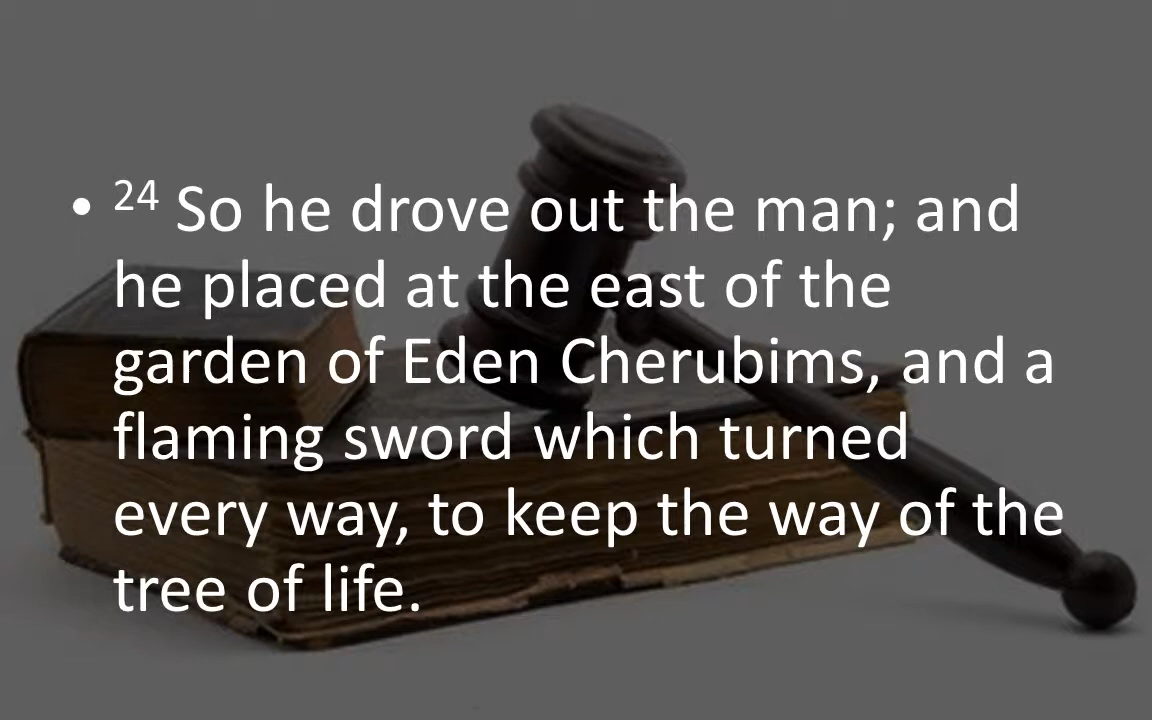 • 24 So he drove out the man; and
he placed at the east of the
garden of Eden Cherubims, and a
flaming sword which turned
every way, to keep the way of the
tree of life.